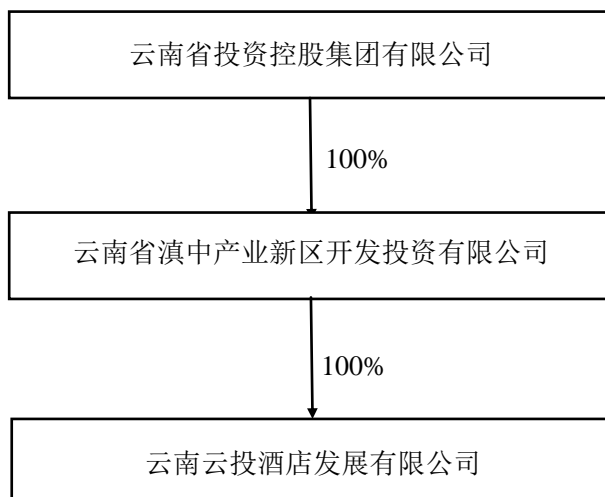 云南省投资控股集团有限公司
100%
云南省滇中产业新区开发投资有限公司
100%
云南云投酒店发展有限公司